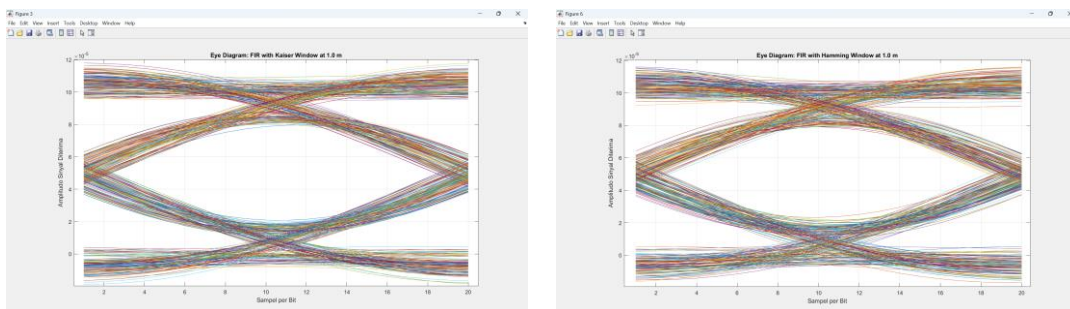 Figure 3
File Edit View Insert Tools Desktop Window Help
Eye Diagram: FIR with Kaiser Window at 1.0 m
12
10
8
6
4
2
0
Amplitudo Sinyal Diterima
2 4 6 8 10 12 14 16 18 20
Sampel per Bit
Figure 6
File Edit View Insert Tools Desktop Window Help
Eye Diagram: FIR with Hamming Window at 1.0 m
12
10
8
6
4
2
0
Amplitudo Sinyal Diterima
2 4 6 8 10 12 14 16 18 20
Sampel per Bit